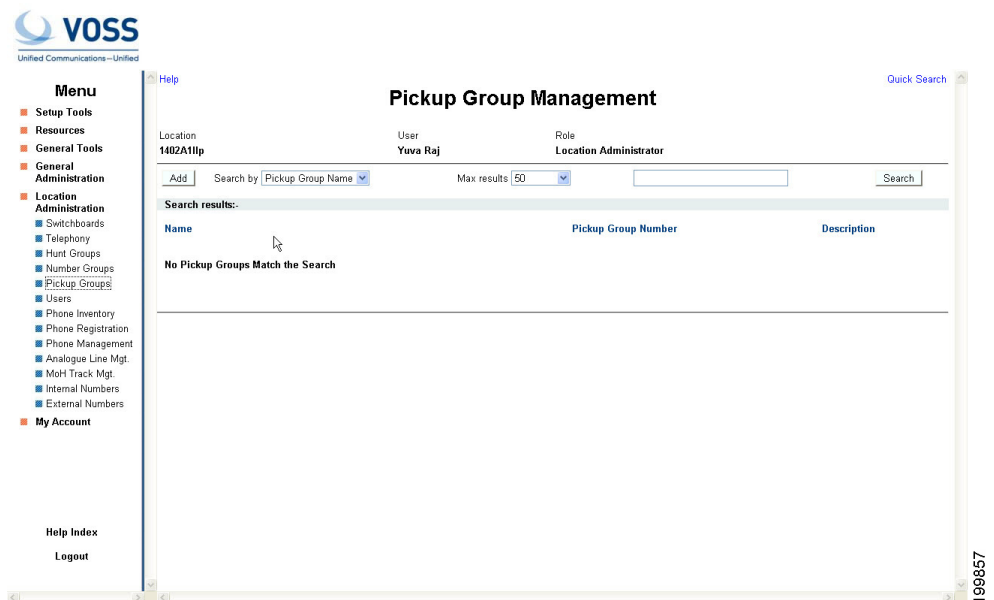 VOSS
Unified Communications—Unified
Menu
Setup Tools
Resources
General Tools
General
Administration
Location
Administration
Switchboards
Telephony
Hunt Groups
Number Groups
Pickup Groups
Users
Phone Inventory
Phone Registration
Phone Management
Analogue Line Mgt.
MoH Track Mgt.
Internal Numbers
External Numbers
My Account
Help Index
Logout
Help Quick Search
Pickup Group Management
Location User Role
1402A1IIp Yuva Raj Location Administrator
Add Search by Pickup Group Name Max results 50 Search
Search results:-
Name Pickup Group Number Description
No Pickup Groups Match the Search
199857